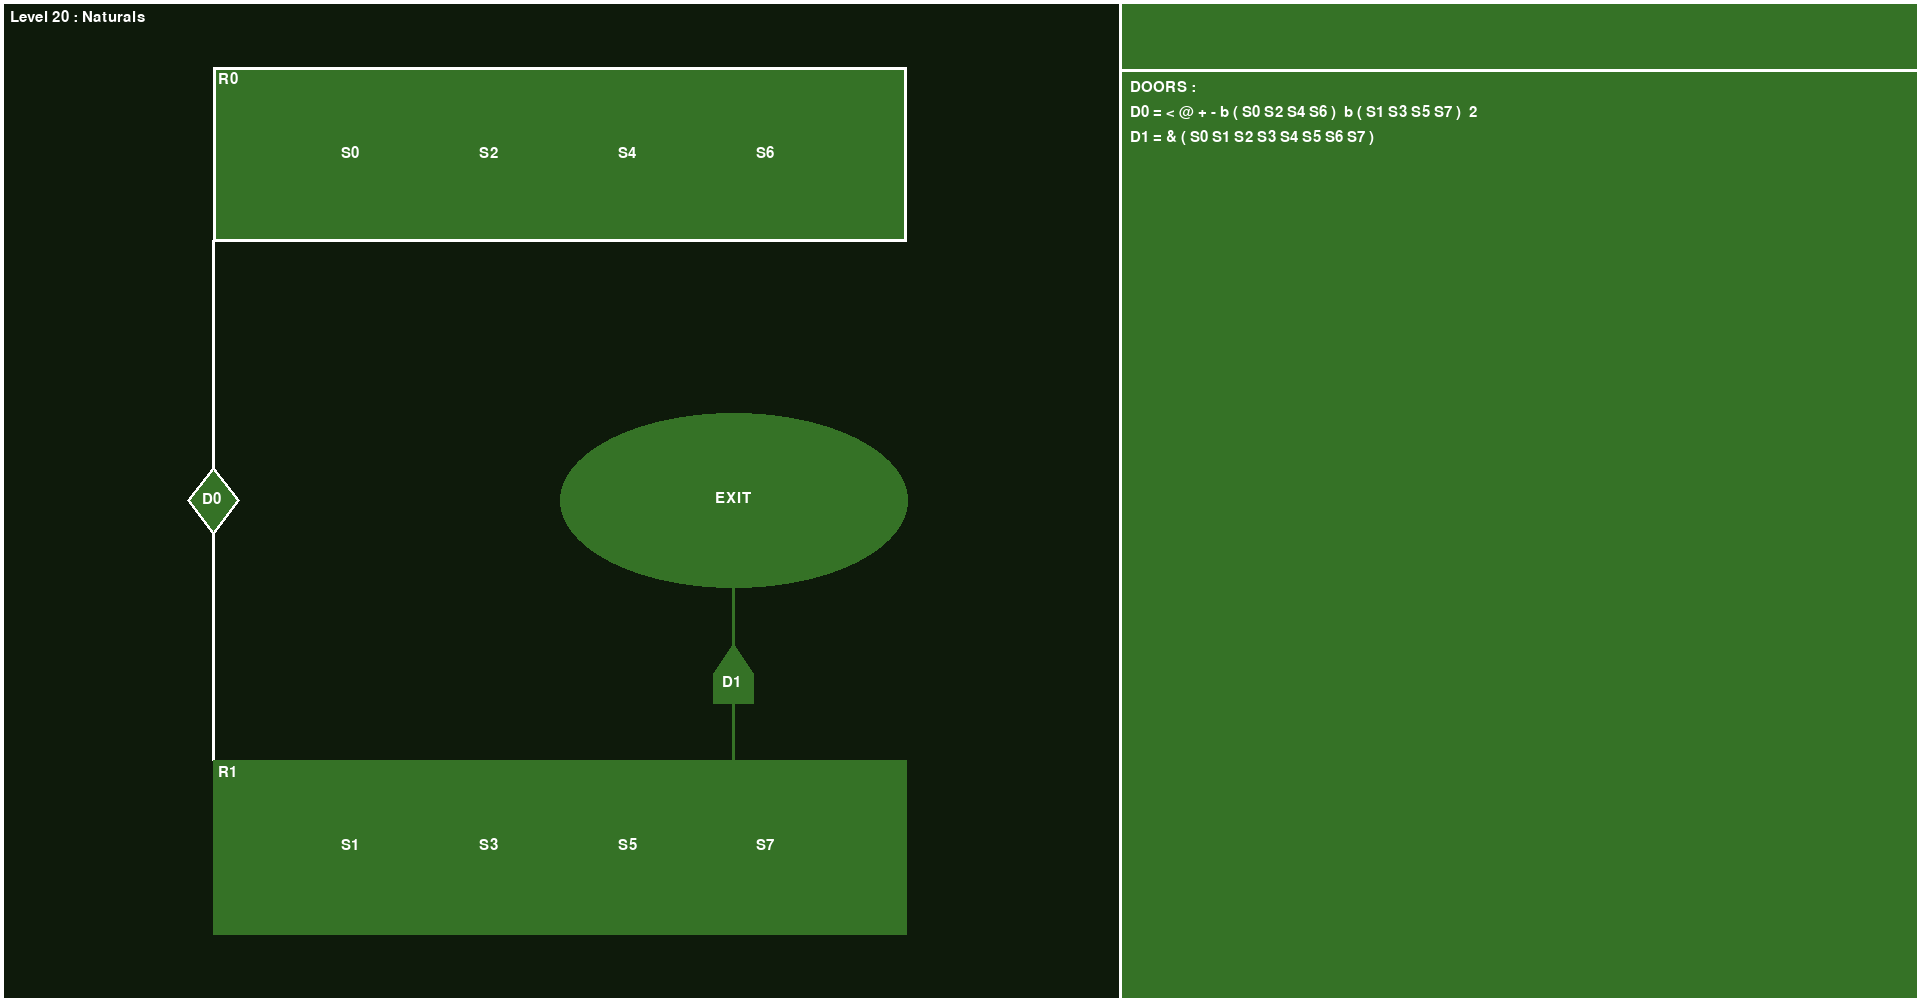 Level 20 : Naturals
R0
S0 S2 S4 S6
D0
EXIT
D1
R1
S1 S3 S5 S7
DOORS :
D0 = < @ + - b ( S0 S2 S4 S6 )  b ( S1 S3 S5 S7 )  2
D1 = & ( S0 S1 S2 S3 S4 S5 S6 S7 )